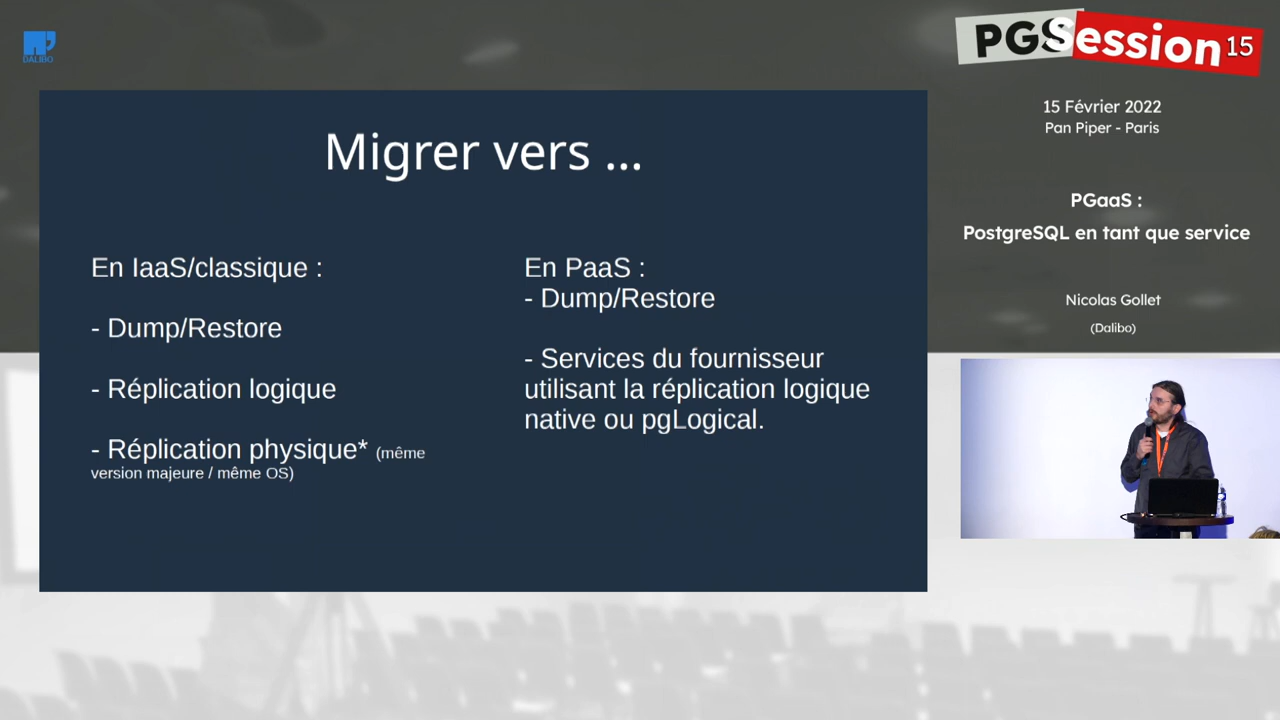 DALIBO
PGSession 15
15 Février 2022
Pan Piper - Paris
PGaaS :
PostgreSQL en tant que service
Nicolas Gollet
(Dalibo)
Migrer vers ...
En IaaS/classique :
- Dump/Restore
- Réplication logique
- Réplication physique* (même
version majeure / même OS)
En PaaS :
- Dump/Restore
- Services du fournisseur
utilisant la réplication logique
native ou pgLogical.